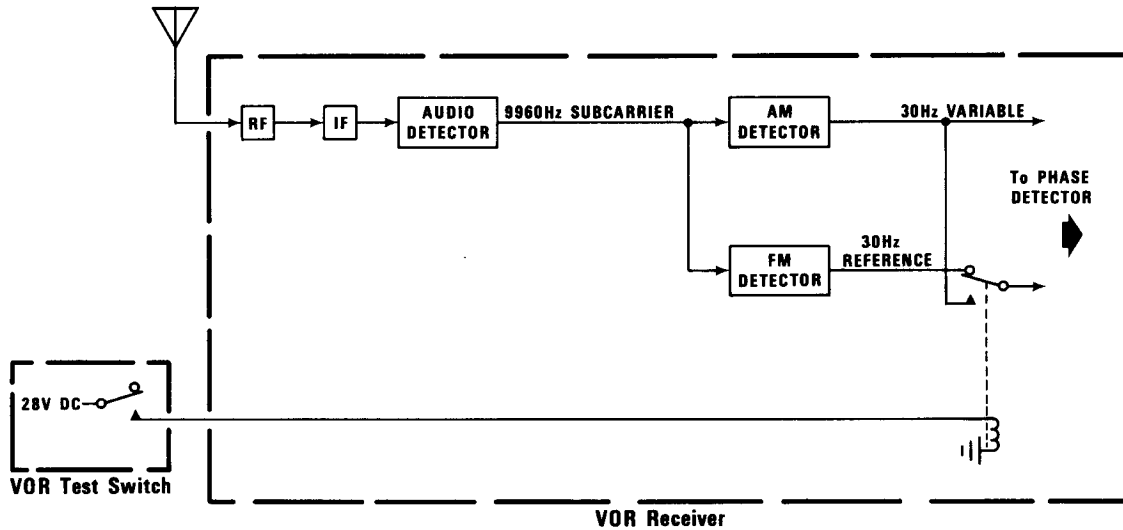 RF
IF
AUDIO
DETECTOR
9960Hz SUBCARRIER
AM
DETECTOR
30Hz VARIABLE
To PHASE
DETECTOR
FM
DETECTOR
30Hz
REFERENCE
28V DC
VOR Test Switch
VOR Receiver